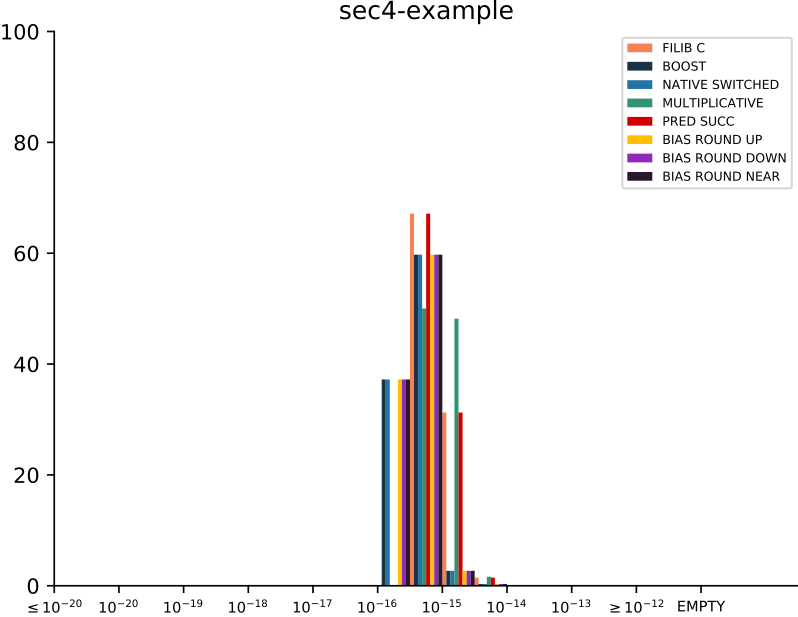 sec4-example
100
80
60
40
20
0
FILIB C
BOOST
NATIVE SWITCHED
MULTIPLICATIVE
PRED SUCC
BIAS ROUND UP
BIAS ROUND DOWN
BIAS ROUND NEAR
≤10⁻²⁰ 10⁻²⁰ 10⁻¹⁹ 10⁻¹⁸ 10⁻¹⁷ 10⁻¹⁶ 10⁻¹⁵ 10⁻¹⁴ 10⁻¹³ ≥10⁻¹² EMPTY